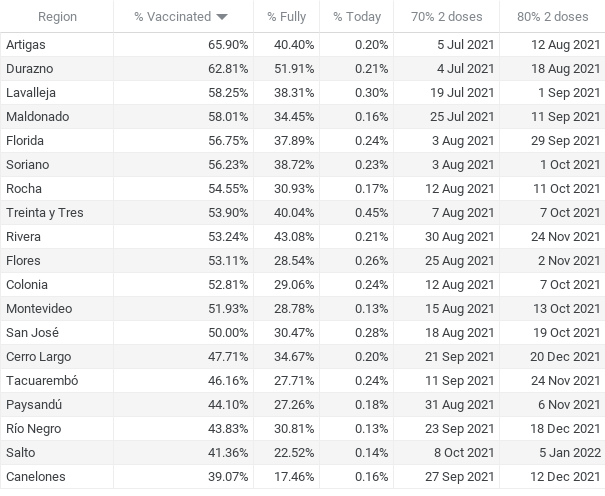 Region % Vaccinated % Fully % Today 70% 2 doses 80% 2 doses
Artigas 65.90% 40.40% 0.20% 5 Jul 2021 12 Aug 2021
Durazno 62.81% 51.91% 0.21% 4 Jul 2021 18 Aug 2021
Lavalleja 58.25% 38.31% 0.30% 19 Jul 2021 1 Sep 2021
Maldonado 58.01% 34.45% 0.16% 25 Jul 2021 11 Sep 2021
Florida 56.75% 37.89% 0.24% 3 Aug 2021 29 Sep 2021
Soriano 56.23% 38.72% 0.23% 3 Aug 2021 1 Oct 2021
Rocha 54.55% 30.93% 0.17% 12 Aug 2021 11 Oct 2021
Treinta y Tres 53.90% 40.04% 0.45% 7 Aug 2021 7 Oct 2021
Rivera 53.24% 43.08% 0.21% 30 Aug 2021 24 Nov 2021
Flores 53.11% 28.54% 0.26% 25 Aug 2021 2 Nov 2021
Colonia 52.81% 29.06% 0.24% 12 Aug 2021 7 Oct 2021
Montevideo 51.93% 28.78% 0.13% 15 Aug 2021 13 Oct 2021
San José 50.00% 30.47% 0.28% 18 Aug 2021 19 Oct 2021
Cerro Largo 47.71% 34.67% 0.20% 21 Sep 2021 20 Dec 2021
Tacuarembó 46.16% 27.71% 0.24% 11 Sep 2021 24 Nov 2021
Paysandú 44.10% 27.26% 0.18% 31 Aug 2021 6 Nov 2021
Río Negro 43.83% 30.81% 0.13% 23 Sep 2021 18 Dec 2021
Salto 41.36% 22.52% 0.14% 8 Oct 2021 5 Jan 2022
Canelones 39.07% 17.46% 0.16% 27 Sep 2021 12 Dec 2021